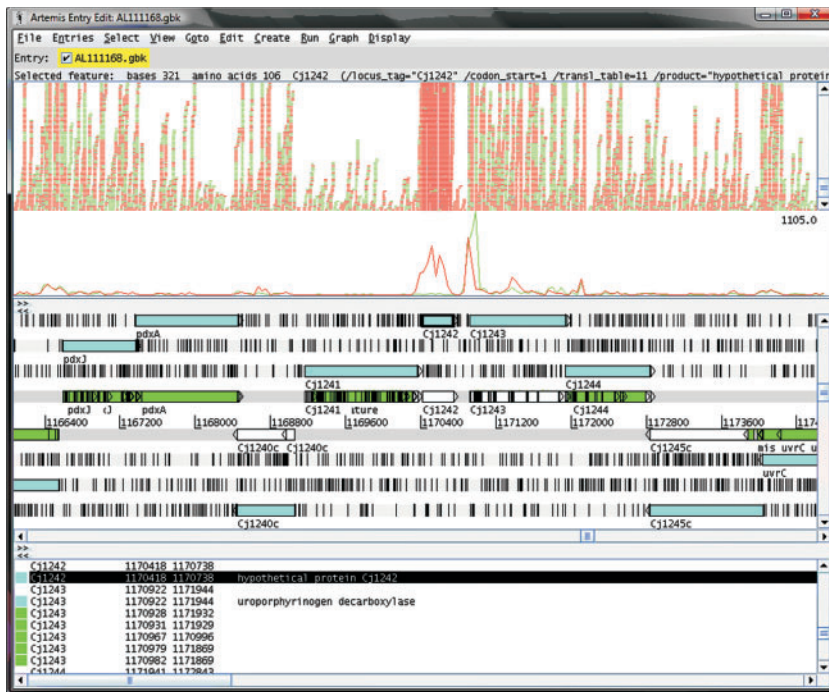 Artemis Entry Edit: AL111168.gbk
File Entries Select View Goto Edit Create Run Graph Display
Entry: AL111168.gbk
Selected feature: bases 321 amino acids 106 Cj1242 (/locus_tag="Cj1242" /codon_start=1 /transl_table=11 /product="hypothetical protein
1105.0
>>
<<
pdxA Cj1242 Cj1243
pdxJ
Cj1241 Cj1244
pdxJ pdxA Cj1241 Cj1242 Cj1243 Cj1244
1166400 1167200 1168000 1168800 1169600 1170400 1171200 1172000 1172800 1173600
Cj1240c Cj1240c Cj1245c uvrC
uvrC
Cj1240c Cj1245c
>>
<<
Cj1242 1170418 1170738
Cj1242 1170418 1170738 hypothetical protein Cj1242
Cj1243 1170922 1171944
Cj1243 1170922 1171944 uroporphyrinogen decarboxylase
Cj1243 1170928 1171932
Cj1243 1170931 1171929
Cj1243 1170967 1170996
Cj1243 1170979 1171869
Cj1243 1170982 1171869
Cj1244 1171941 1172843